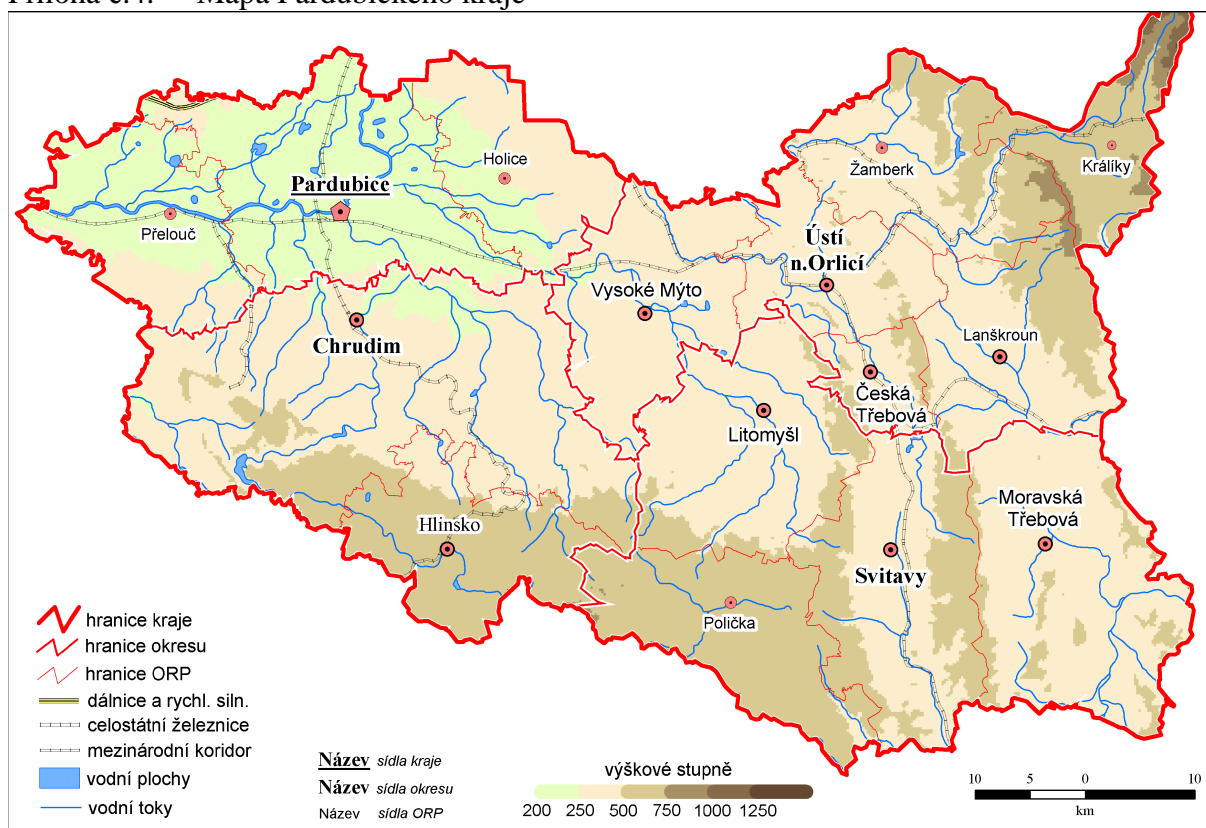 Příloha č.4. Mapa Pardubického kraje
Holice
Žamberk
Králíky
Pardubice
Přelouč
Ústí
n.Orlicí
Vysoké Mýto
Chrudim
Lanškroun
Česká
Třebová
Litomyšl
Moravská
Třebová
Hlinsko
Svitavy
Polička
hranice kraje
hranice okresu
hranice ORP
dálnice a rychl. siln.
celostátní železnice
mezinárodní koridor
vodní plochy
vodní toky
Název sídla kraje
Název sídla okresu
Název sídla ORP
výškové stupně
200 250 500 750 1000 1250
10 5 0 10
km